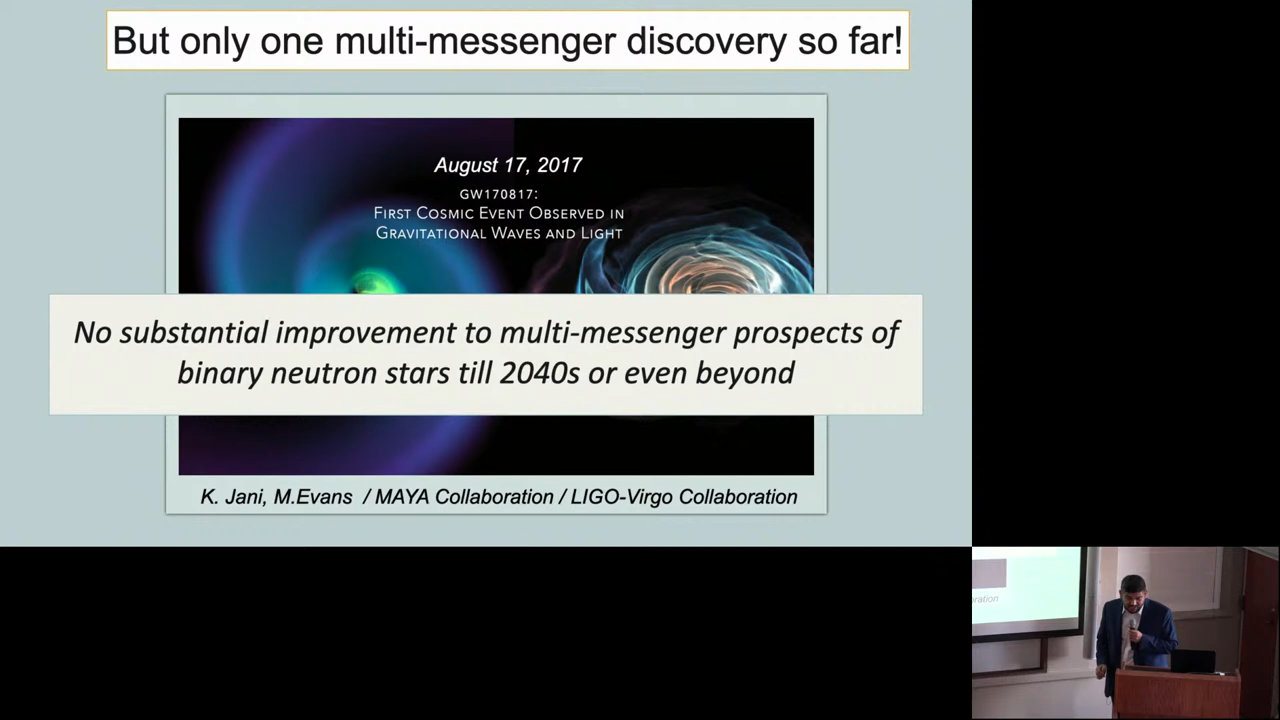 But only one multi-messenger discovery so far!
August 17, 2017
GW170817:
First Cosmic Event Observed in
Gravitational Waves and Light
No substantial improvement to multi-messenger prospects of
binary neutron stars till 2040s or even beyond
K. Jani, M.Evans / MAYA Collaboration / LIGO-Virgo Collaboration